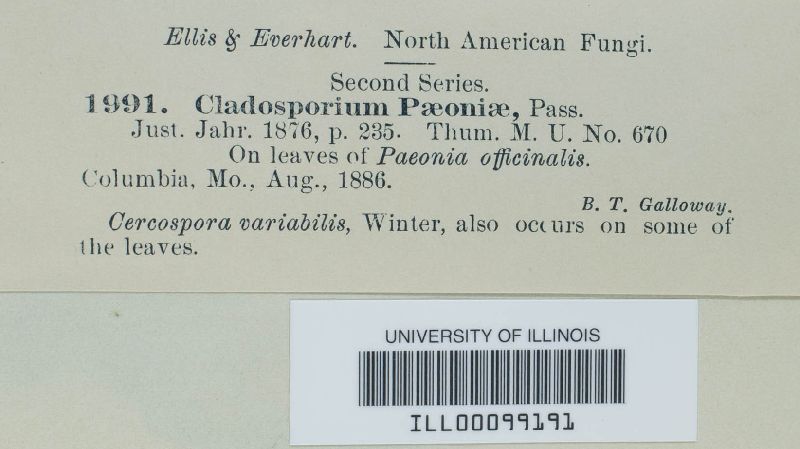 Ellis & Everhart. North American Fungi.
Second Series.
1991. Cladosporium Pæoniæ, Pass.
Just. Jahr. 1876, p. 235. Thum. M. U. No. 670
On leaves of Paeonia officinalis.
Columbia, Mo., Aug., 1886.
B. T. Galloway.
Cercospora variabilis, Winter, also occurs on some of
the leaves.
UNIVERSITY OF ILLINOIS
ILL00099191